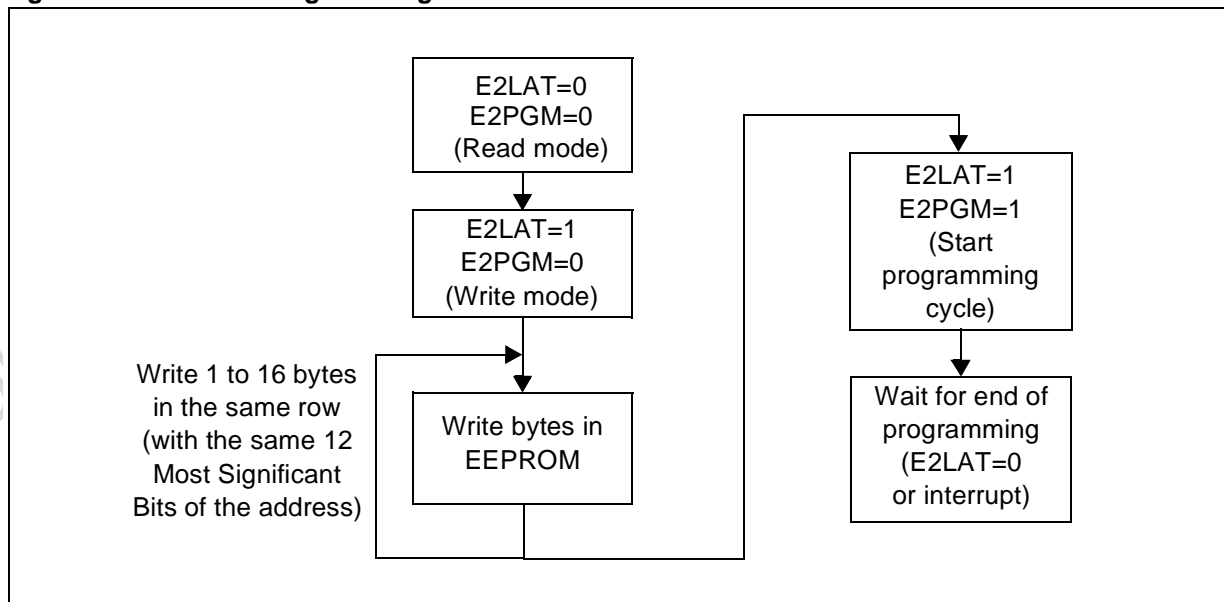 E2LAT=0
E2PGM=0
(Read mode)
E2LAT=1
E2PGM=0
(Write mode)
Write 1 to 16 bytes
in the same row
(with the same 12
Most Significant
Bits of the address)
Write bytes in
EEPROM
E2LAT=1
E2PGM=1
(Start
programming
cycle)
Wait for end of
programming
(E2LAT=0
or interrupt)